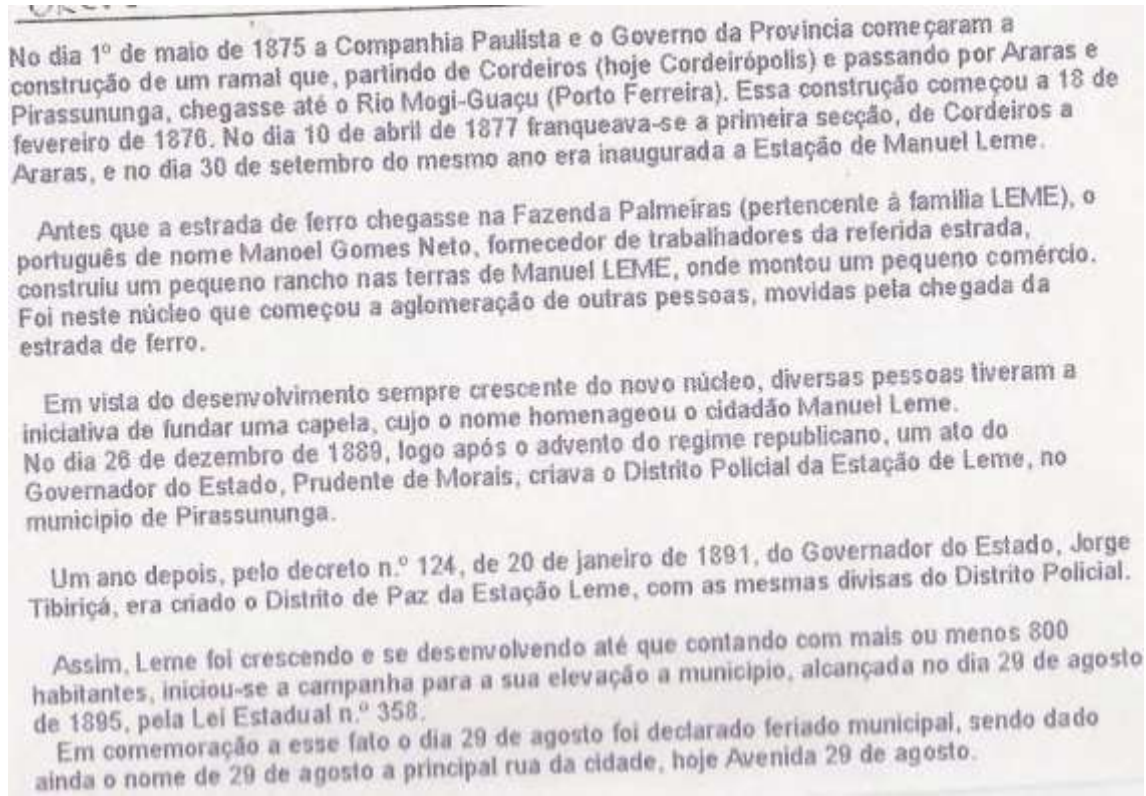 No dia 1º de maio de 1875 a Companhia Paulista e o Governo da Provincia começaram a
construção de um ramal que, partindo de Cordeiros (hoje Cordeirópolis) e passando por Araras e
Pirassununga, chegasse até o Rio Mogi-Guaçu (Porto Ferreira). Essa construção começou a 18 de
fevereiro de 1876. No dia 10 de abril de 1877 franqueava-se a primeira secção, de Cordeiros a
Araras, e no dia 30 de setembro do mesmo ano era inaugurada a Estação de Manuel Leme.
Antes que a estrada de ferro chegasse na Fazenda Palmeiras (pertencente à familia LEME), o
português de nome Manoel Gomes Neto, fornecedor de trabalhadores da referida estrada,
construiu um pequeno rancho nas terras de Manuel LEME, onde montou um pequeno comércio.
Foi neste núcleo que começou a aglomeração de outras pessoas, movidas pela chegada da
estrada de ferro.
Em vista do desenvolvimento sempre crescente do novo núcleo, diversas pessoas tiveram a
iniciativa de fundar uma capela, cujo o nome homenageou o cidadão Manuel Leme.
No dia 26 de dezembro de 1889, logo após o advento do regime republicano, um ato do
Governador do Estado, Prudente de Morais, criava o Distrito Policial da Estação de Leme, no
municipio de Pirassununga.
Um ano depois, pelo decreto n.º 124, de 20 de janeiro de 1891, do Governador do Estado, Jorge
Tibiriçá, era criado o Distrito de Paz da Estação Leme, com as mesmas divisas do Distrito Policial.
Assim, Leme foi crescendo e se desenvolvendo até que contando com mais ou menos 800
habitantes, iniciou-se a campanha para a sua elevação a municipio, alcançada no dia 29 de agosto
de 1895, pela Lei Estadual n.º 358.
Em comemoração a esse fato o dia 29 de agosto foi declarado feriado municipal, sendo dado
ainda o nome de 29 de agosto a principal rua da cidade, hoje Avenida 29 de agosto.